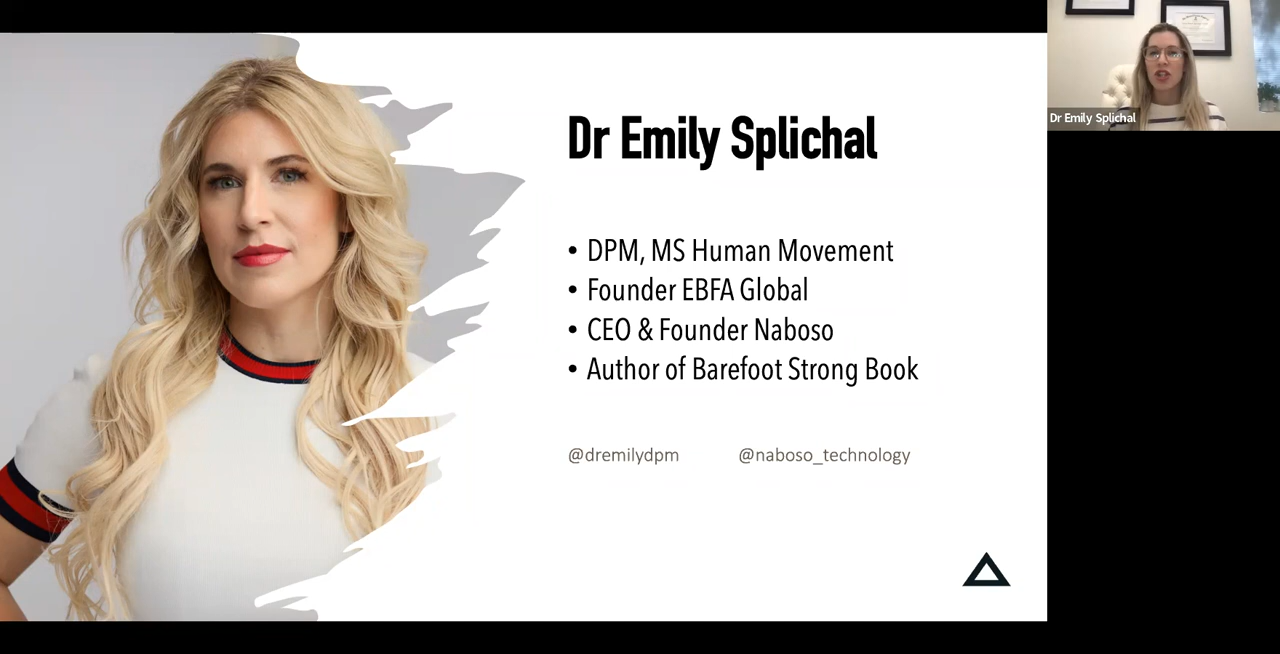 Dr Emily Splichal
• DPM, MS Human Movement
• Founder EBFA Global
• CEO & Founder Naboso
• Author of Barefoot Strong Book
@dremilydpm
@naboso_technology
Dr Emily Splichal